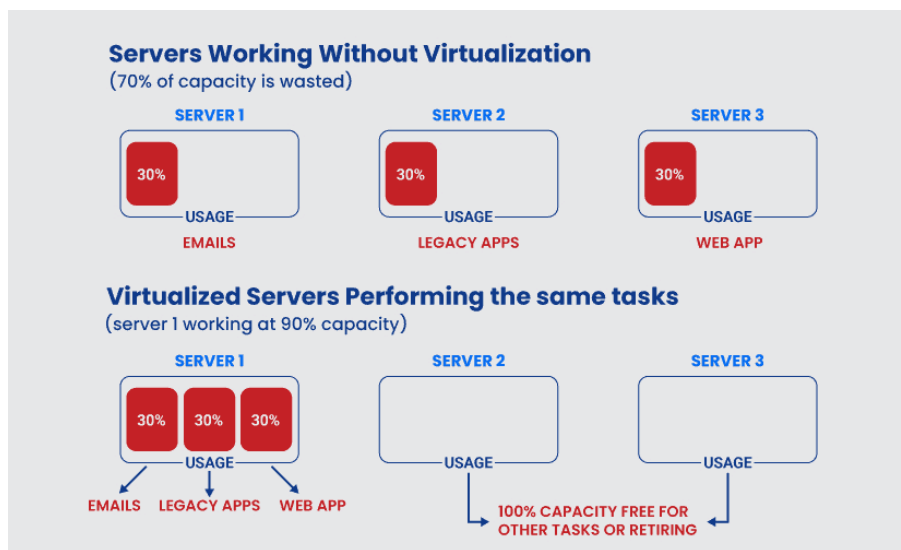 Servers Working Without Virtualization
(70% of capacity is wasted)
SERVER 1
SERVER 2
SERVER 3
30%
30%
30%
USAGE
USAGE
USAGE
EMAILS
LEGACY APPS
WEB APP
Virtualized Servers Performing the same tasks
(server 1 working at 90% capacity)
SERVER 1
SERVER 2
SERVER 3
30%
30%
30%
USAGE
USAGE
USAGE
EMAILS
LEGACY APPS
WEB APP
100% CAPACITY FREE FOR
OTHER TASKS OR RETIRING